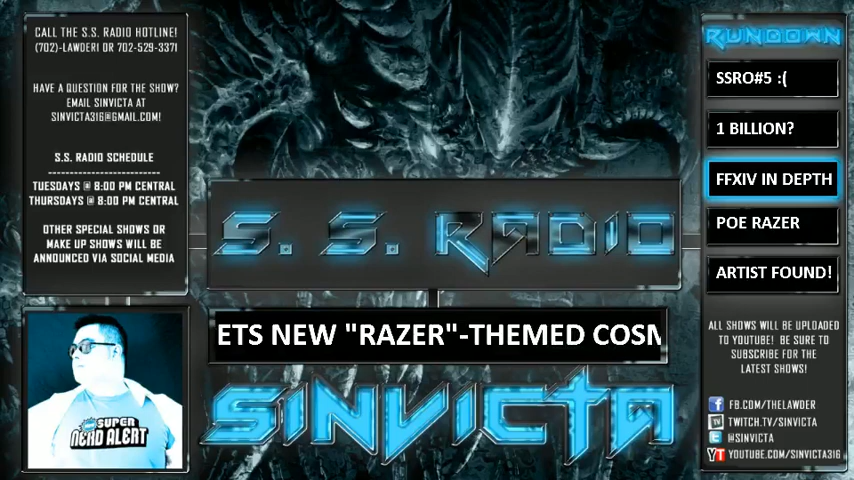 CALL THE S.S. RADIO HOTLINE!
(702)-LAWDER1 OR 702-529-3371
HAVE A QUESTION FOR THE SHOW?
EMAIL SINVICTA AT
SINVICTA316@GMAIL.COM!
S.S. RADIO SCHEDULE
------------------------------
TUESDAYS @ 8:00 PM CENTRAL
THURSDAYS @ 8:00 PM CENTRAL
OTHER SPECIAL SHOWS OR
MAKE UP SHOWS WILL BE
ANNOUNCED VIA SOCIAL MEDIA
SUPER
NERD ALERT
S. S. RADIO
ETS NEW "RAZER"-THEMED COSM
SINVICTA
RUNDOWN
SSRO#5 :(
1 BILLION?
FFXIV IN DEPTH
POE RAZER
ARTIST FOUND!
ALL SHOWS WILL BE UPLOADED
TO YOUTUBE! BE SURE TO
SUBSCRIBE FOR THE
LATEST SHOWS!
FB.COM/THELAWDER
TWITCH.TV/SINVICTA
@SINVICTA
YOUTUBE.COM/SINVICTA316